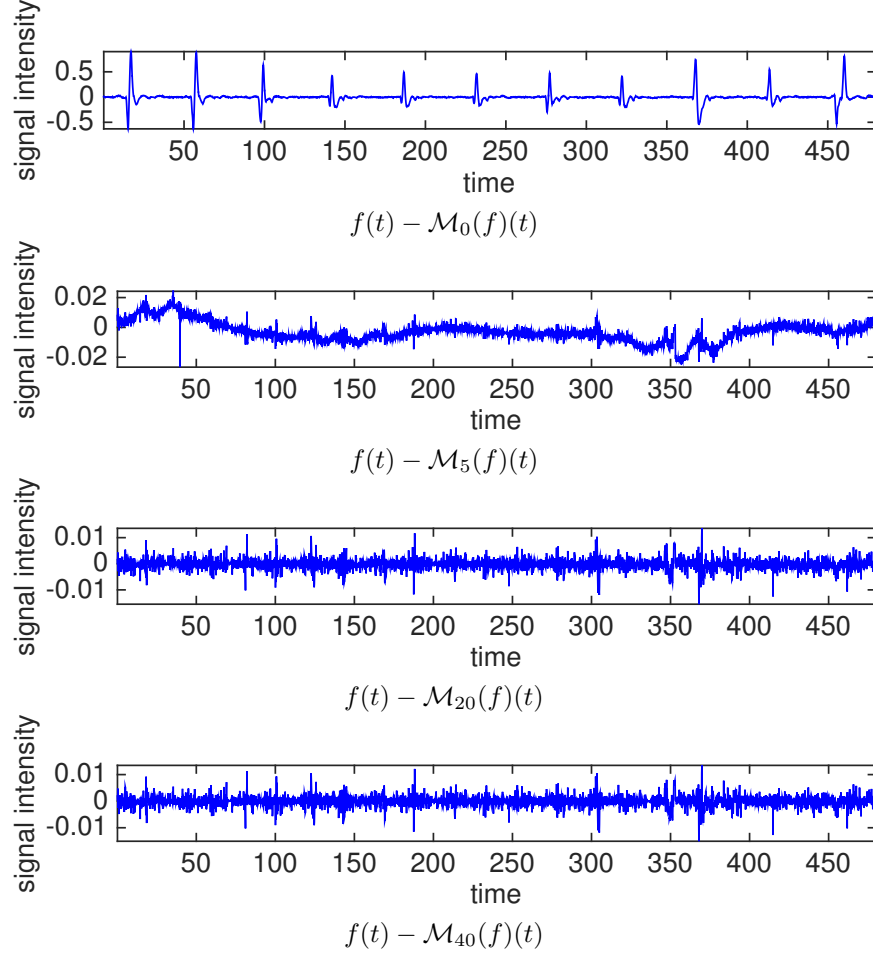 signal intensity
0.5
0
-0.5
50 100 150 200 250 300 350 400 450
time
f(t) − ℳ₀(f)(t)
signal intensity
0.02
0
-0.02
50 100 150 200 250 300 350 400 450
time
f(t) − ℳ₅(f)(t)
signal intensity
0.01
0
-0.01
50 100 150 200 250 300 350 400 450
time
f(t) − ℳ₂₀(f)(t)
signal intensity
0.01
0
-0.01
50 100 150 200 250 300 350 400 450
time
f(t) − ℳ₄₀(f)(t)